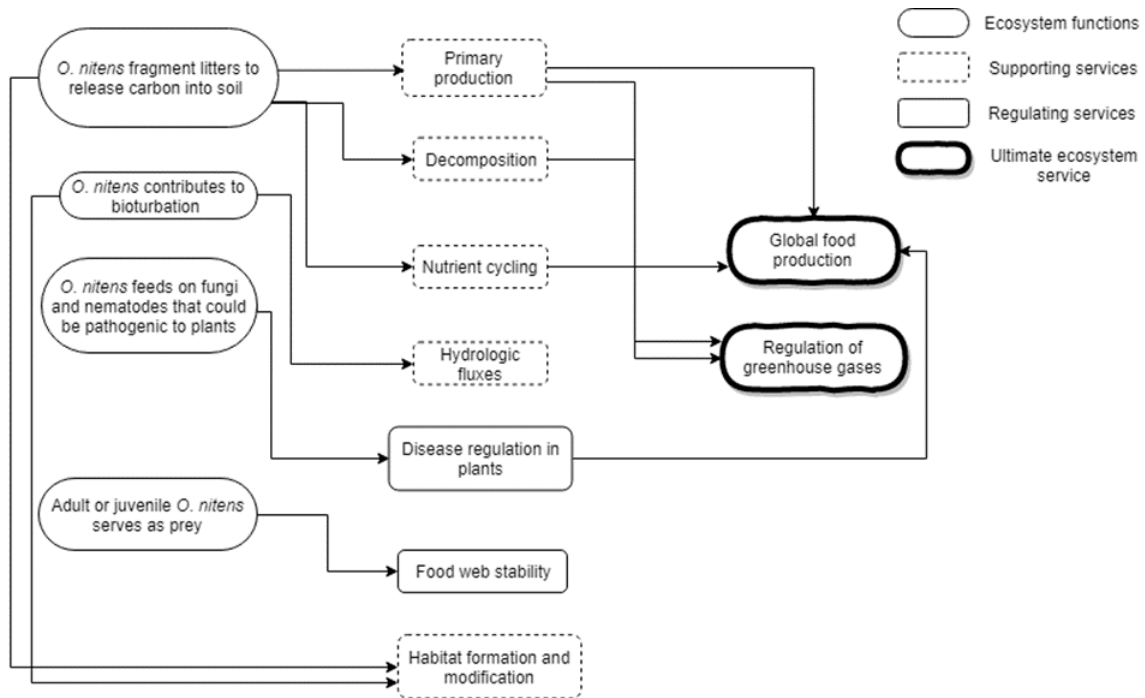 O. nitens fragment litters to
release carbon into soil
O. nitens contributes to
bioturbation
O. nitens feeds on fungi
and nematodes that could
be pathogenic to plants
Adult or juvenile O. nitens
serves as prey
Primary
production
Decomposition
Nutrient cycling
Hydrologic
fluxes
Disease regulation in
plants
Food web stability
Habitat formation and
modification
Global food
production
Regulation of
greenhouse gases
Ecosystem functions
Supporting services
Regulating services
Ultimate ecosystem
service